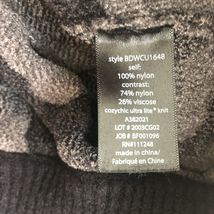 style BDWCU1648
self:
100% nylon
contrast:
74% nylon
26% viscose
cozychic ultra lite® knit
A382021
LOT # 2003CG02
JOB # BF001096
RN#111248
made in china/
Fabriqué en Chine